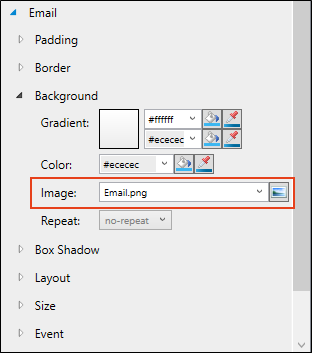 Email
Padding
Border
Background
Gradient: #ffffff
#ececec
Color: #ececec
Image: Email.png
Repeat: no-repeat
Box Shadow
Layout
Size
Event